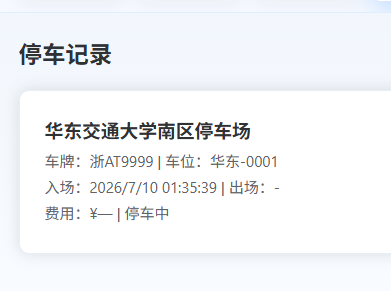 停车记录
华东交通大学南区停车场
车牌：浙AT9999 | 车位：华东-0001
入场：2026/7/10 01:35:39 | 出场：-
费用：¥— | 停车中